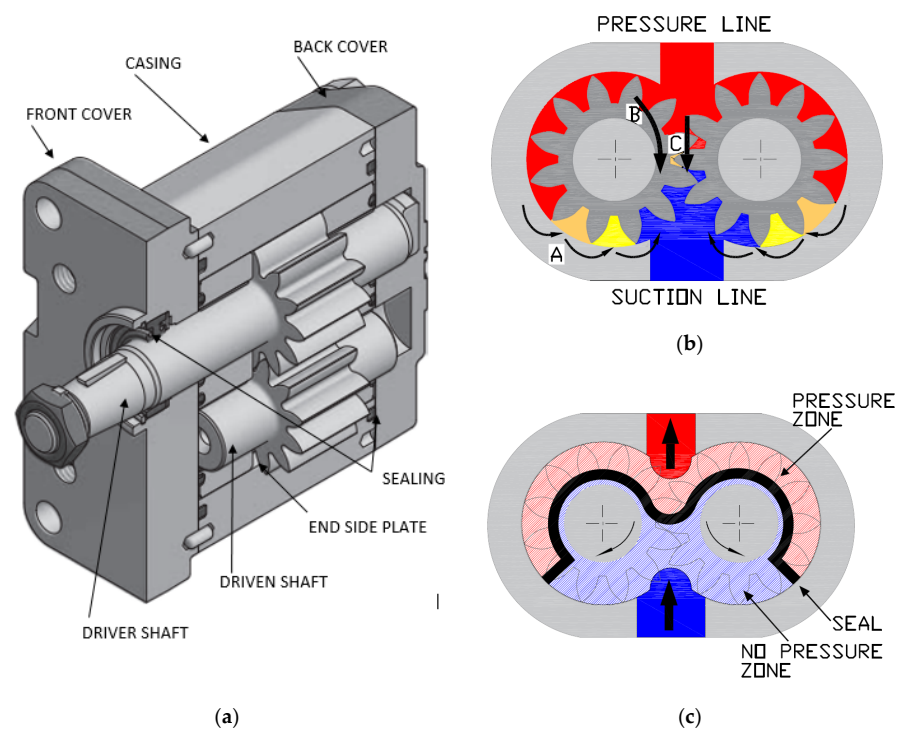 BACK COVER
CASING
FRONT COVER
SEALING
END SIDE PLATE
DRIVEN SHAFT
DRIVER SHAFT
(a)
PRESSURE LINE
B
C
A
SUCTION LINE
(b)
PRESSURE
ZONE
SEAL
NO PRESSURE
ZONE
(c)